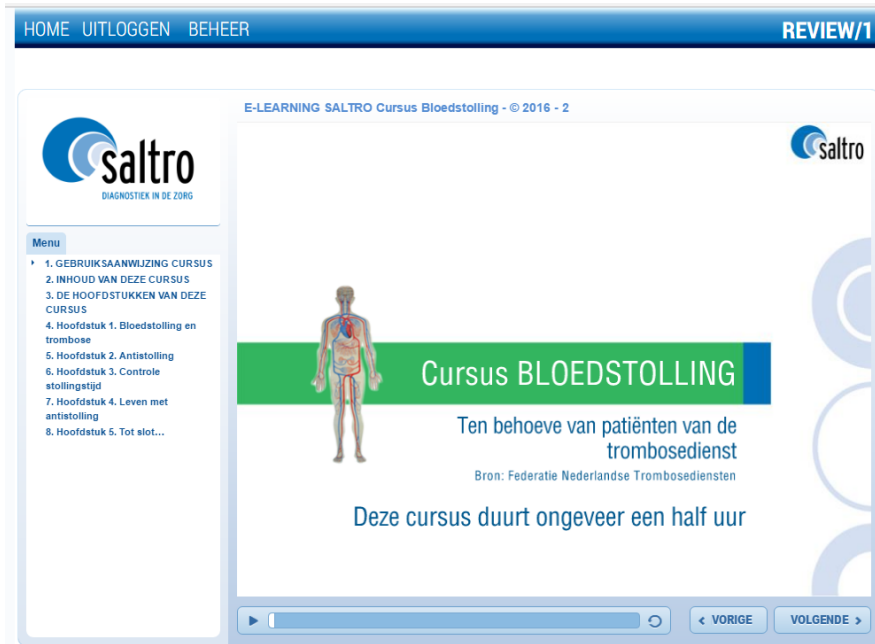 HOME UITLOGGEN BEHEER
REVIEW/1
E-LEARNING SALTRO Cursus Bloedstolling - © 2016 - 2
saltro
DIAGNOSTIEK IN DE ZORG
saltro
Menu
1. GEBRUIKSAANWIJZING CURSUS
2. INHOUD VAN DEZE CURSUS
3. DE HOOFDSTUKKEN VAN DEZE
CURSUS
4. Hoofdstuk 1. Bloedstolling en
trombose
5. Hoofdstuk 2. Antistolling
6. Hoofdstuk 3. Controle
stollingstijd
7. Hoofdstuk 4. Leven met
antistolling
8. Hoofdstuk 5. Tot slot...
Cursus BLOEDSTOLLING
Ten behoeve van patiënten van de
trombosedienst
Bron: Federatie Nederlandse Trombosediensten
Deze cursus duurt ongeveer een half uur
VORIGE
VOLGENDE